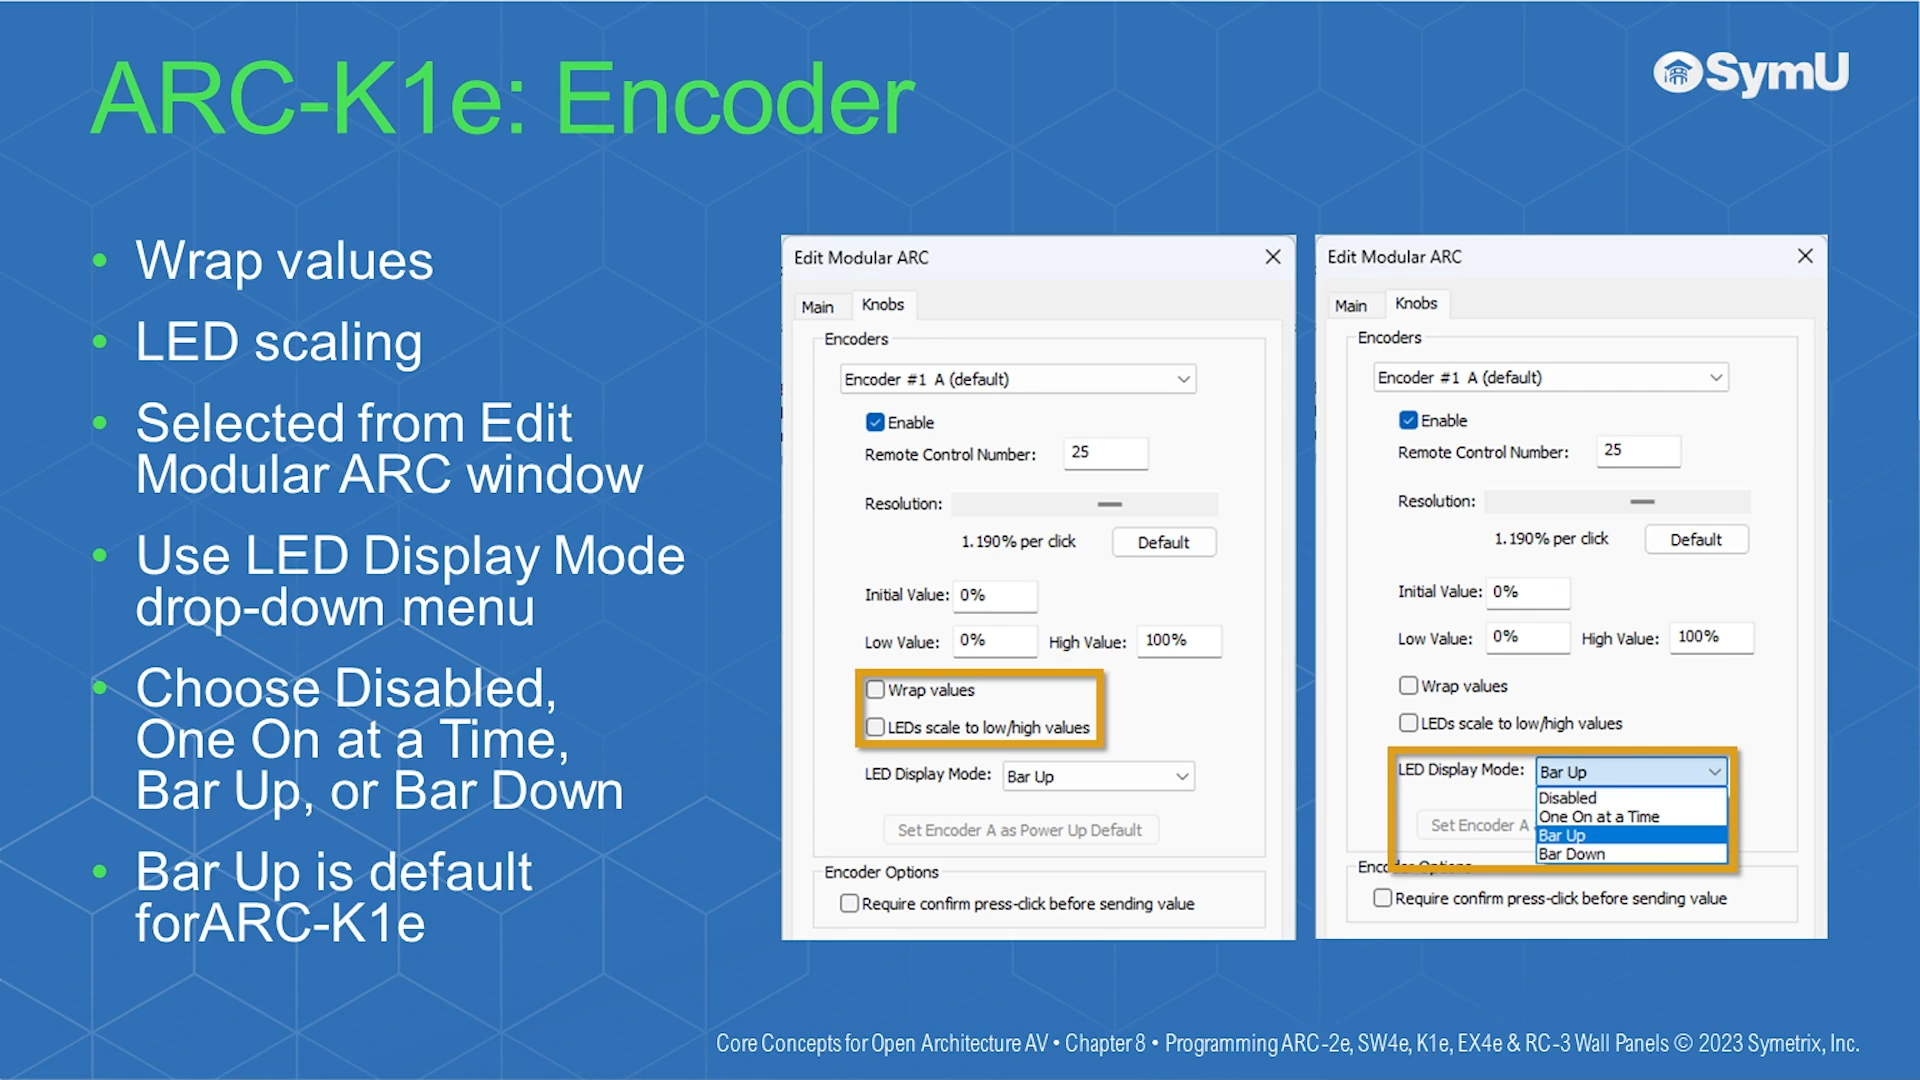 ARC-K1e: Encoder
SymU
• Wrap values
• LED scaling
• Selected from Edit
Modular ARC window
• Use LED Display Mode
drop-down menu
• Choose Disabled,
One On at a Time,
Bar Up, or Bar Down
• Bar Up is default
forARC-K1e
Edit Modular ARC
Main Knobs
Encoders
Encoder #1 A (default)
Enable
Remote Control Number: 25
Resolution:
1.190% per click Default
Initial Value: 0%
Low Value: 0% High Value: 100%
Wrap values
LEDs scale to low/high values
LED Display Mode: Bar Up
Set Encoder A as Power Up Default
Encoder Options
Require confirm press-click before sending value
Edit Modular ARC
Main Knobs
Encoders
Encoder #1 A (default)
Enable
Remote Control Number: 25
Resolution:
1.190% per click Default
Initial Value: 0%
Low Value: 0% High Value: 100%
Wrap values
LEDs scale to low/high values
LED Display Mode: Bar Up
Disabled
One On at a Time
Set Encoder A
Bar Up
Bar Down
Encoder Options
Require confirm press-click before sending value
Core Concepts for Open Architecture AV • Chapter 8 • Programming ARC-2e, SW4e, K1e, EX4e & RC-3 Wall Panels © 2023 Symetrix, Inc.